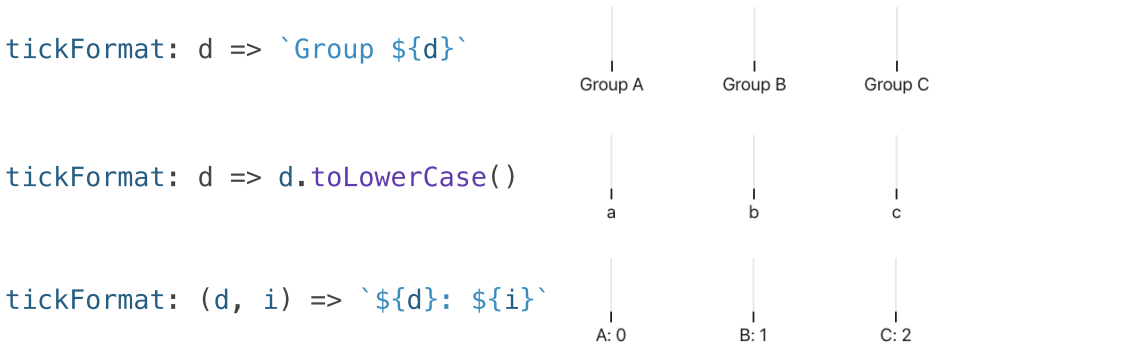 tickFormat: d => `Group ${d}`
Group A Group B Group C
tickFormat: d => d.toLowerCase()
a b c
tickFormat: (d, i) => `${d}: ${i}`
A: 0 B: 1 C: 2